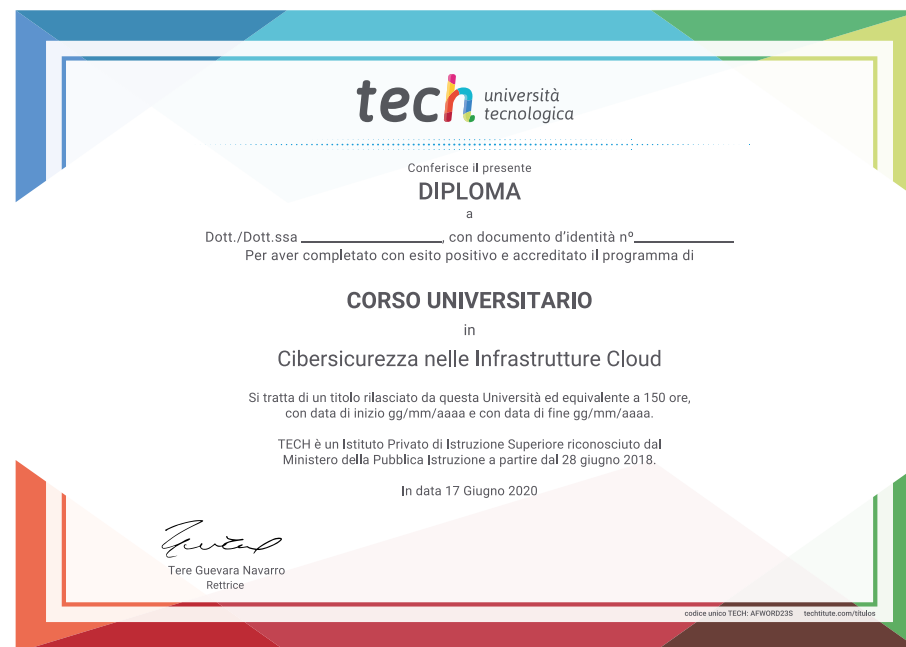 tech università
tecnologica
Conferisce il presente
DIPLOMA
a
Dott./Dott.ssa ____________________, con documento d'identità nº______________
Per aver completato con esito positivo e accreditato il programma di
CORSO UNIVERSITARIO
in
Cibersicurezza nelle Infrastrutture Cloud
Si tratta di un titolo rilasciato da questa Università ed equivalente a 150 ore,
con data di inizio gg/mm/aaaa e con data di fine gg/mm/aaaa.
TECH è un Istituto Privato di Istruzione Superiore riconosciuto dal
Ministero della Pubblica Istruzione a partire dal 28 giugno 2018.
In data 17 Giugno 2020
Tere Guevara Navarro
Rettrice
codice unico TECH: AFWORD23S techtitute.com/titulos